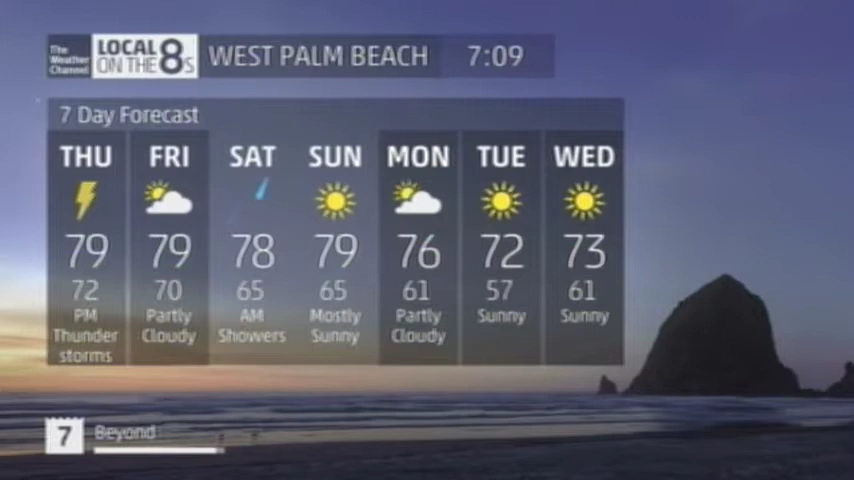 The Weather Channel
LOCAL ON THE 8s
WEST PALM BEACH
7:09
7 Day Forecast
THU FRI SAT SUN MON TUE WED
79 79 78 79 76 72 73
72 70 65 65 61 57 61
PM Thunder storms
Partly Cloudy
AM Showers
Mostly Sunny
Partly Cloudy
Sunny
Sunny
7 Beyond